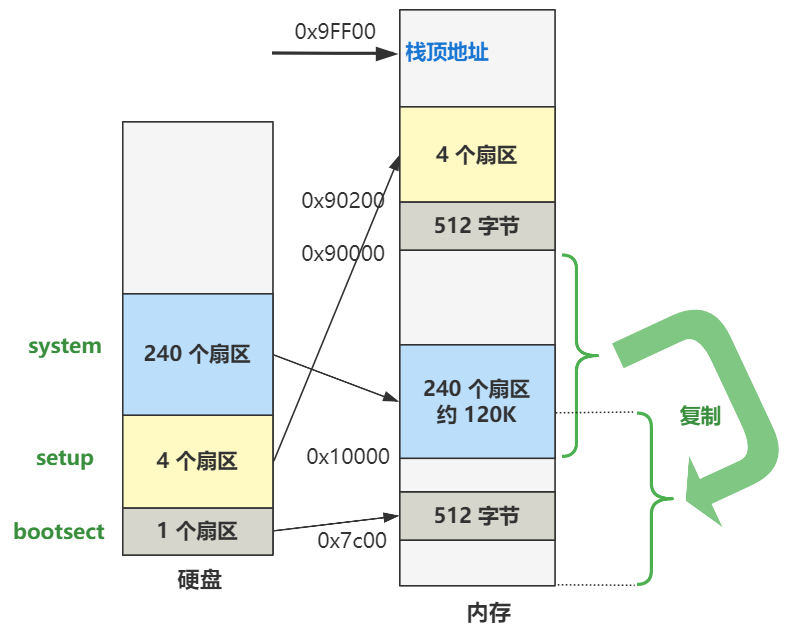 0x9FF00
栈顶地址
4 个扇区
0x90200
512 字节
0x90000
system
240 个扇区
240 个扇区
约 120K
复制
setup
4 个扇区
0x10000
bootsect
1 个扇区
512 字节
0x7c00
硬盘
内存